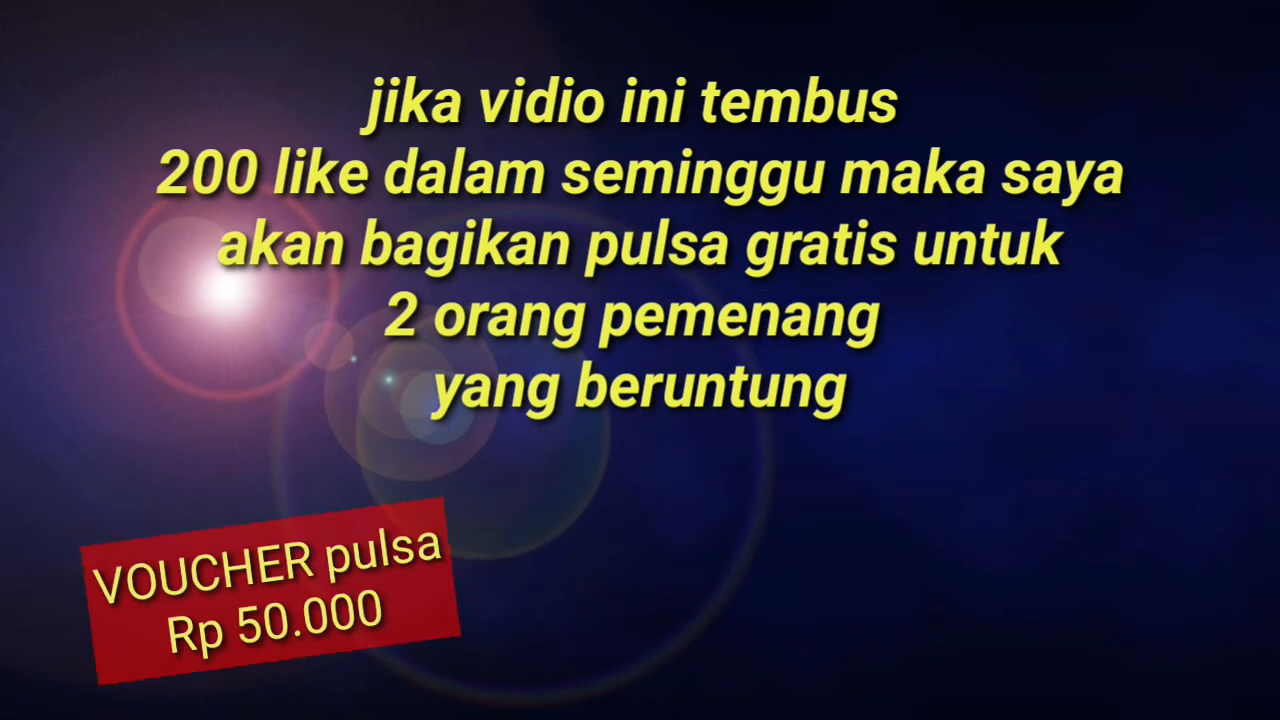 jika vidio ini tembus
200 like dalam seminggu maka saya
akan bagikan pulsa gratis untuk
2 orang pemenang
yang beruntung
VOUCHER pulsa
Rp 50.000